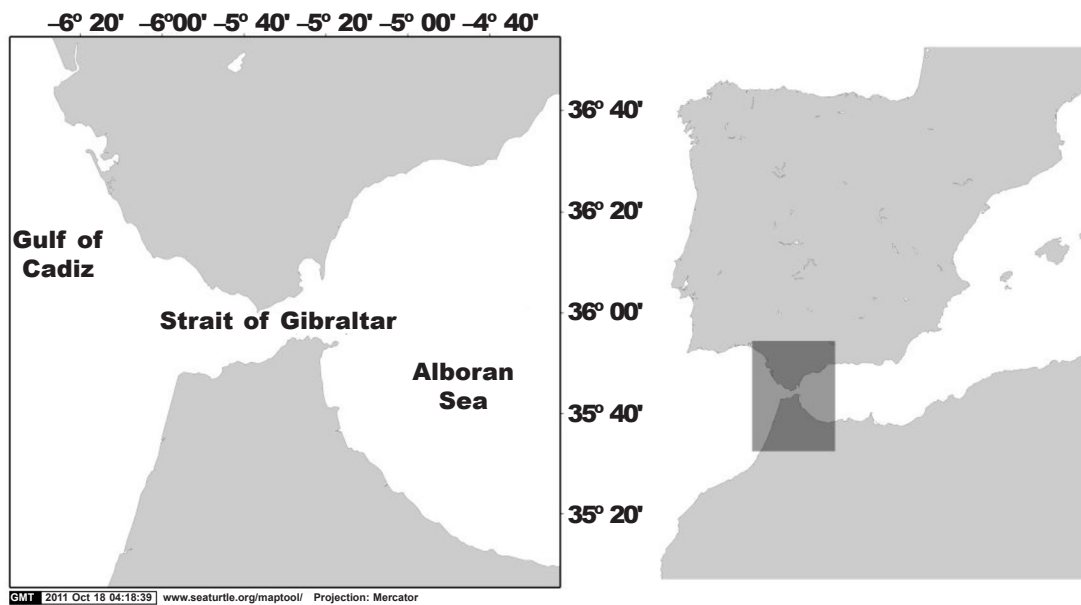 –6º 20' –6º00' –5º 40' –5º 20' –5º 00' –4º 40'
36º 40'
36º 20'
Gulf of
Cadiz
36º 00'
Strait of Gibraltar
Alboran
Sea
35º 40'
35º 20'
GMT 2011 Oct 18 04:18:39 www.seaturtle.org/maptool/ Projection: Mercator